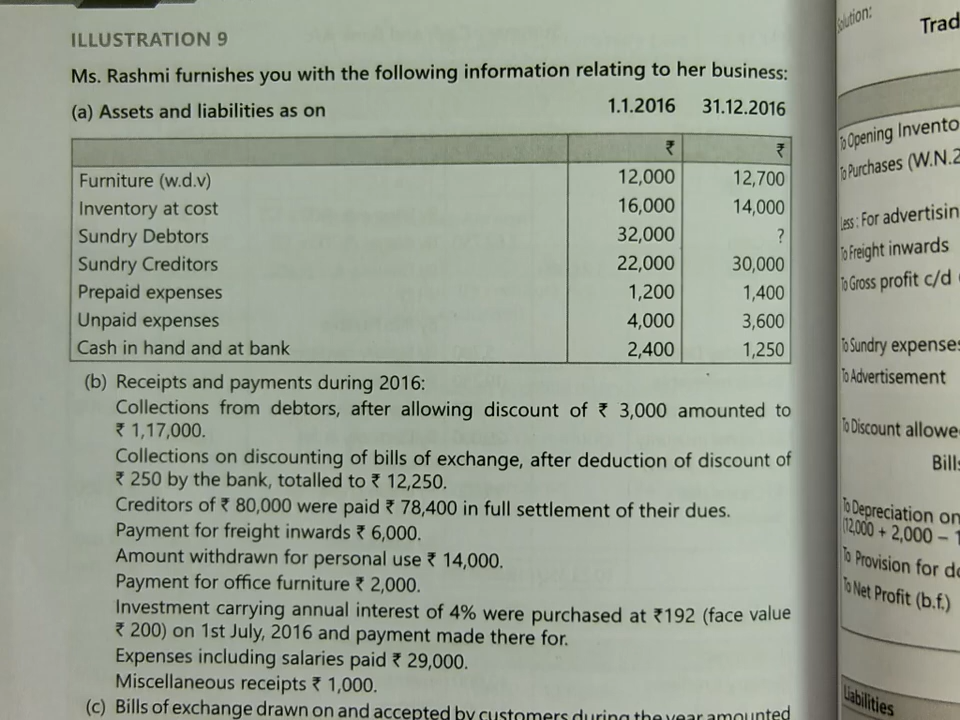 ILLUSTRATION 9
Ms. Rashmi furnishes you with the following information relating to her business:
(a) Assets and liabilities as on 1.1.2016 31.12.2016
₹ ₹
Furniture (w.d.v) 12,000 12,700
Inventory at cost 16,000 14,000
Sundry Debtors 32,000 ?
Sundry Creditors 22,000 30,000
Prepaid expenses 1,200 1,400
Unpaid expenses 4,000 3,600
Cash in hand and at bank 2,400 1,250
(b) Receipts and payments during 2016:
Collections from debtors, after allowing discount of ₹ 3,000 amounted to
₹ 1,17,000.
Collections on discounting of bills of exchange, after deduction of discount of
₹ 250 by the bank, totalled to ₹ 12,250.
Creditors of ₹ 80,000 were paid ₹ 78,400 in full settlement of their dues.
Payment for freight inwards ₹ 6,000.
Amount withdrawn for personal use ₹ 14,000.
Payment for office furniture ₹ 2,000.
Investment carrying annual interest of 4% were purchased at ₹192 (face value
₹ 200) on 1st July, 2016 and payment made there for.
Expenses including salaries paid ₹ 29,000.
Miscellaneous receipts ₹ 1,000.
(c) Bills of exchange drawn on and accepted by customers during the year amounted
Trad
To Opening Invento
To Purchases (W.N.2
Less : For advertisin
To Freight inwards
To Gross profit c/d
To Sundry expenses
To Advertisement
To Discount allowe
Bill
To Depreciation on
(12,000 + 2,000 – 1
To Provision for d
To Net Profit (b.f.)
Liabilities